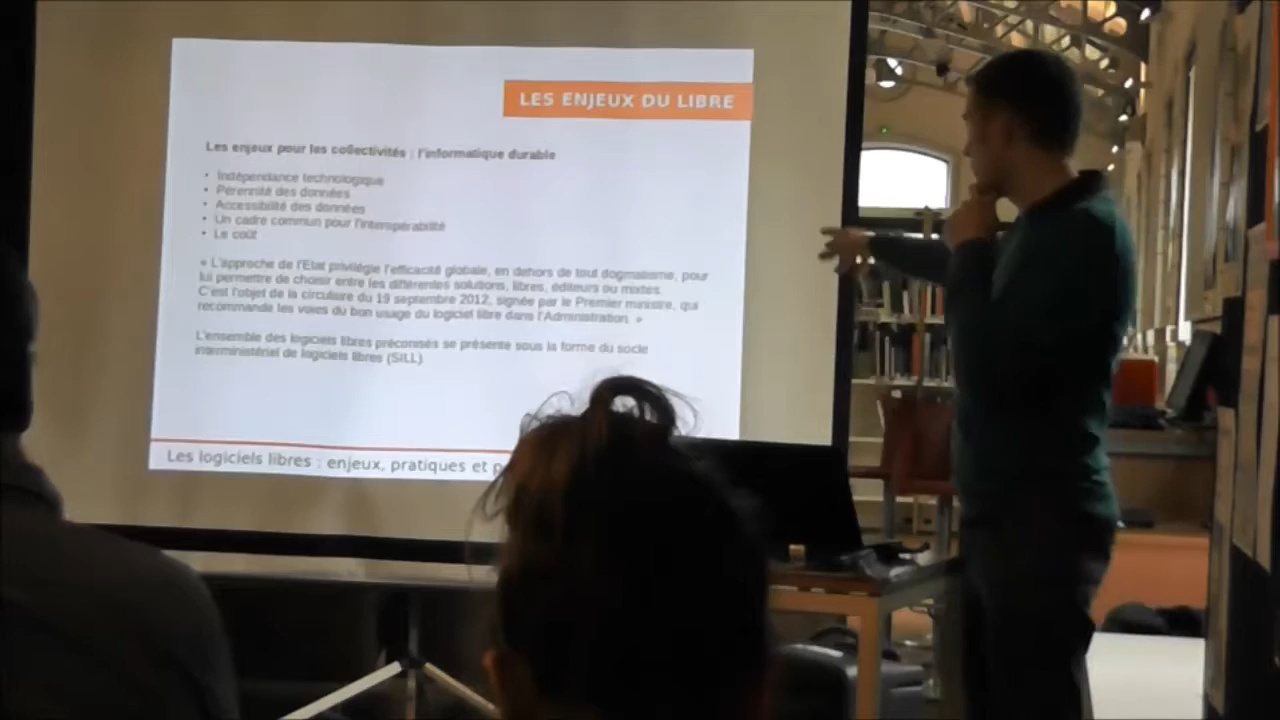 LES ENJEUX DU LIBRE
Les enjeux pour les collectivités : l'informatique durable
• Indépendance technologique
• Pérennité des données
• Accessibilité des données
• Un cadre commun pour l'interopérabilité
• Le coût
« L'approche de l'Etat privilégie l'efficacité globale, en dehors de tout dogmatisme, pour
lui permettre de choisir entre les différentes solutions, libres, éditeurs ou mixtes.
C'est l'objet de la circulaire du 19 septembre 2012, signée par le Premier ministre, qui
recommande les voies du bon usage du logiciel libre dans l'Administration. »
L'ensemble des logiciels libres préconisés se présente sous la forme du socle
interministériel de logiciels libres (SILL)
Les logiciels libres : enjeux, pratiques et